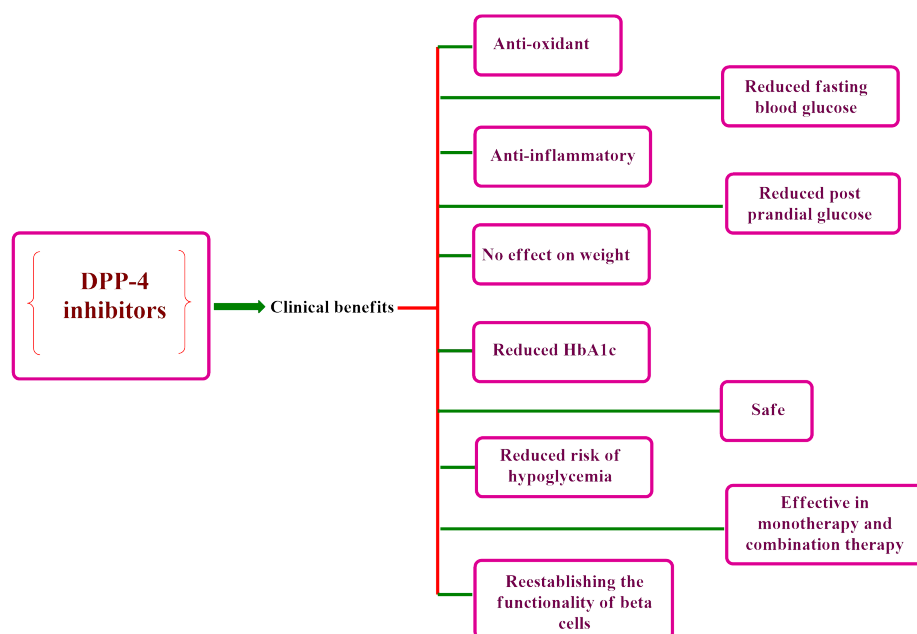 DPP-4
inhibitors
Clinical benefits
Anti-oxidant
Reduced fasting
blood glucose
Anti-inflammatory
Reduced post
prandial glucose
No effect on weight
Reduced HbA1c
Safe
Reduced risk of
hypoglycemia
Effective in
monotherapy and
combination therapy
Reestablishing the
functionality of beta
cells